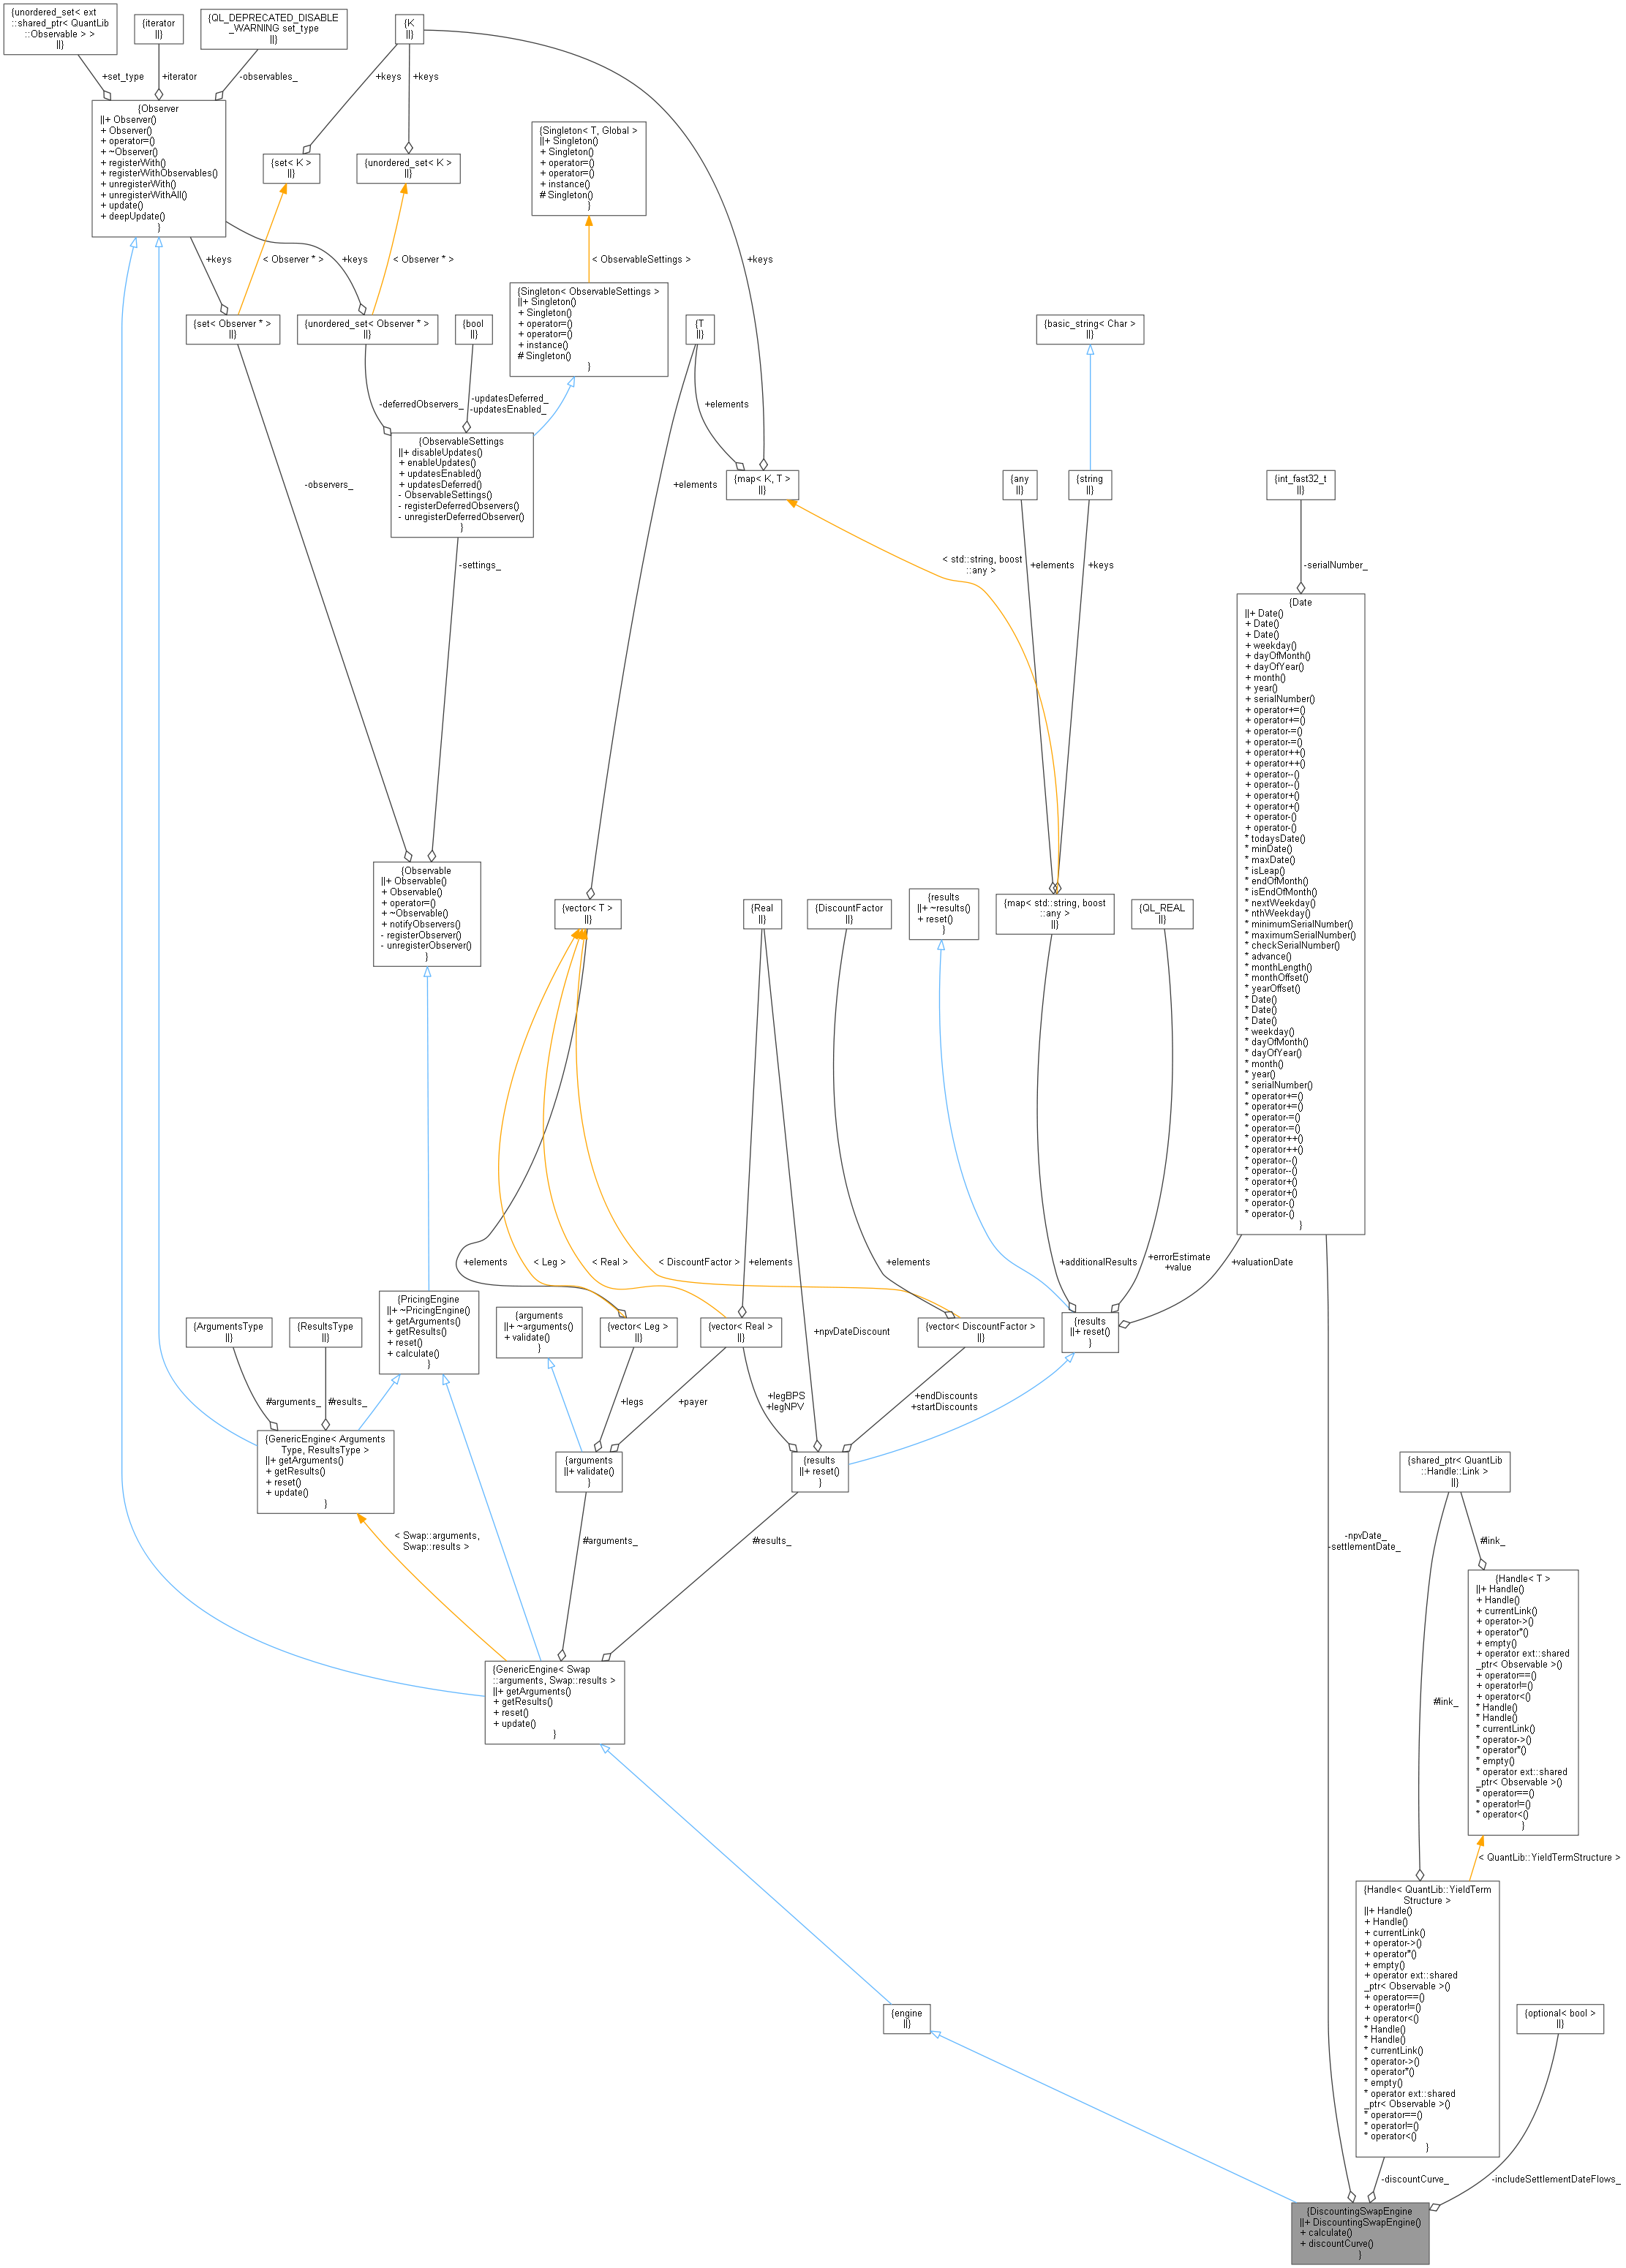 {unordered_set< ext
::shared_ptr< QuantLib
::Observable > >
||}
{iterator
||}
{QL_DEPRECATED_DISABLE
_WARNING set_type
||}
{K
||}
+set_type
+iterator
-observables_
+keys
+keys
{Observer
||+ Observer()
+ Observer()
+ operator=()
+ ~Observer()
+ registerWith()
+ registerWithObservables()
+ unregisterWith()
+ unregisterWithAll()
+ update()
+ deepUpdate()
}
{set< K >
||}
{unordered_set< K >
||}
{Singleton< T, Global >
||+ Singleton()
+ Singleton()
+ operator=()
+ operator=()
+ instance()
# Singleton()
}
+keys
< Observer * >
+keys
< Observer * >
< ObservableSettings >
+keys
{set< Observer * >
||}
{unordered_set< Observer * >
||}
{bool
||}
{Singleton< ObservableSettings >
||+ Singleton()
+ Singleton()
+ operator=()
+ operator=()
+ instance()
# Singleton()
}
{T
||}
{basic_string< Char >
||}
-deferredObservers_
-updatesDeferred_
-updatesEnabled_
+elements
{ObservableSettings
||+ disableUpdates()
+ enableUpdates()
+ updatesEnabled()
+ updatesDeferred()
- ObservableSettings()
- registerDeferredObservers()
- unregisterDeferredObserver()
}
-observers_
+elements
{map< K, T >
||}
{any
||}
{string
||}
{int_fast32_t
||}
-settings_
< std::string, boost
::any >
+elements
+keys
-serialNumber_
{Date
||+ Date()
+ Date()
+ Date()
+ weekday()
+ dayOfMonth()
+ dayOfYear()
+ month()
+ year()
+ serialNumber()
+ operator+=()
+ operator+=()
+ operator-=()
+ operator-=()
+ operator++()
+ operator++()
+ operator--()
+ operator--()
+ operator+()
+ operator+()
+ operator-()
+ operator-()
* todaysDate()
* minDate()
* maxDate()
* isLeap()
* endOfMonth()
* isEndOfMonth()
* nextWeekday()
* nthWeekday()
* minimumSerialNumber()
* maximumSerialNumber()
* checkSerialNumber()
* advance()
* monthLength()
* monthOffset()
* yearOffset()
* Date()
* Date()
* Date()
* weekday()
* dayOfMonth()
* dayOfYear()
* month()
* year()
* serialNumber()
* operator+=()
* operator+=()
* operator-=()
* operator-=()
* operator++()
* operator++()
* operator--()
* operator--()
* operator+()
* operator+()
* operator-()
* operator-()
}
{Observable
||+ Observable()
+ Observable()
+ operator=()
+ ~Observable()
+ notifyObservers()
- registerObserver()
- unregisterObserver()
}
{vector< T >
||}
{Real
||}
{DiscountFactor
||}
{results
||+ ~results()
+ reset()
}
{map< std::string, boost
::any >
||}
{QL_REAL
||}
+elements
< Leg >
< Real >
< DiscountFactor >
+elements
+elements
+additionalResults
+errorEstimate
+value
+valuationDate
{PricingEngine
||+ ~PricingEngine()
+ getArguments()
+ getResults()
+ reset()
+ calculate()
}
{ArgumentsType
||}
{ResultsType
||}
{arguments
||+ ~arguments()
+ validate()
}
{vector< Leg >
||}
{vector< Real >
||}
+npvDateDiscount
{vector< DiscountFactor >
||}
{results
||+ reset()
}
#arguments_
#results_
+legs
+payer
+legBPS
+legNPV
+endDiscounts
+startDiscounts
{GenericEngine< Arguments
Type, ResultsType >
||+ getArguments()
+ getResults()
+ reset()
+ update()
}
{arguments
||+ validate()
}
{results
||+ reset()
}
{shared_ptr< QuantLib
::Handle::Link >
||}
< Swap::arguments,
Swap::results >
#arguments_
#results_
-npvDate_
-settlementDate_
#link_
{Handle< T >
||+ Handle()
+ Handle()
+ currentLink()
+ operator->()
+ operator*()
+ empty()
+ operator ext::shared
_ptr< Observable >()
+ operator==()
+ operator!=()
+ operator<()
* Handle()
* Handle()
* currentLink()
* operator->()
* operator*()
* empty()
* operator ext::shared
_ptr< Observable >()
* operator==()
* operator!=()
* operator<()
}
{GenericEngine< Swap
::arguments, Swap::results >
||+ getArguments()
+ getResults()
+ reset()
+ update()
}
#link_
< QuantLib::YieldTermStructure >
{Handle< QuantLib::YieldTerm
Structure >
||+ Handle()
+ Handle()
+ currentLink()
+ operator->()
+ operator*()
+ empty()
+ operator ext::shared
_ptr< Observable >()
+ operator==()
+ operator!=()
+ operator<()
* Handle()
* Handle()
* currentLink()
* operator->()
* operator*()
* empty()
* operator ext::shared
_ptr< Observable >()
* operator==()
* operator!=()
* operator<()
}
{engine
||}
{optional< bool >
||}
-discountCurve_
-includeSettlementDateFlows_
{DiscountingSwapEngine
||+ DiscountingSwapEngine()
+ calculate()
+ discountCurve()
}